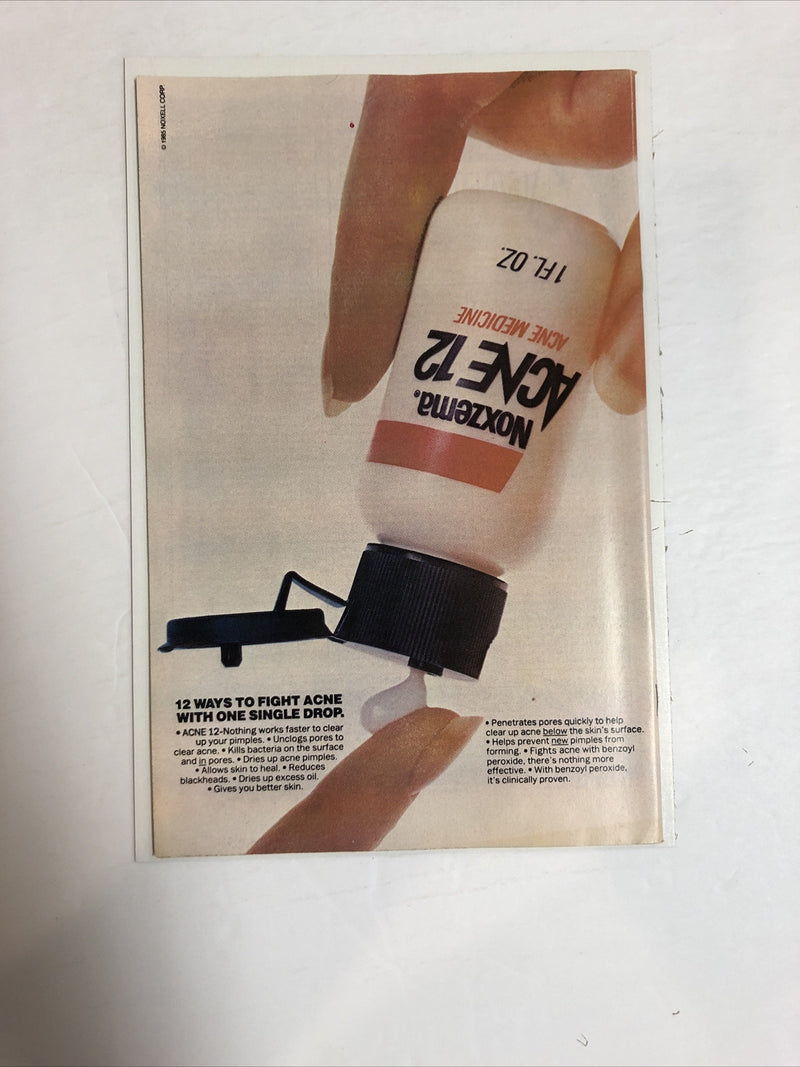 © 1985 NOXELL CORP.
1 FL. OZ.
ACNE MEDICINE
ACNE 12
Noxzema®
12 WAYS TO FIGHT ACNE
WITH ONE SINGLE DROP.
• ACNE 12–Nothing works faster to clear
up your pimples. • Unclogs pores to
clear acne. • Kills bacteria on the surface
and in pores. • Dries up acne pimples.
• Allows skin to heal. • Reduces
blackheads. • Dries up excess oil.
• Gives you better skin.
• Penetrates pores quickly to help
clear up acne below the skin's surface.
• Helps prevent new pimples from
forming. • Fights acne with benzoyl
peroxide, there's nothing more
effective. • With benzoyl peroxide,
it's clinically proven.